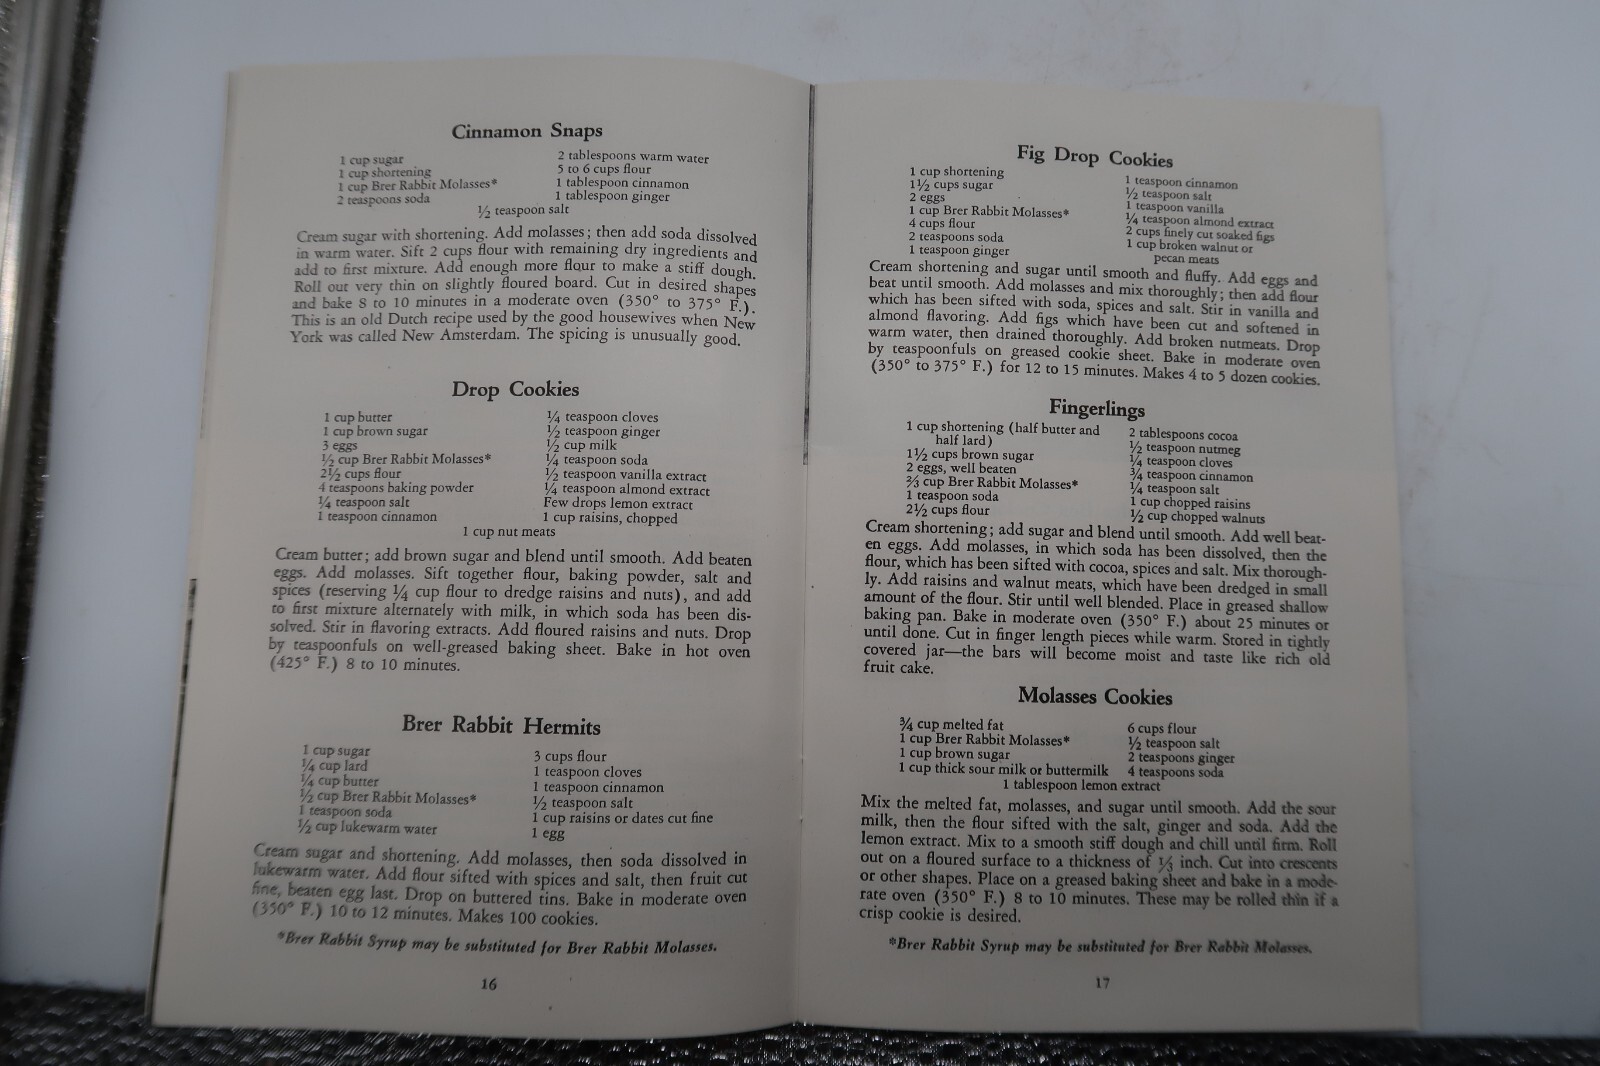 Cinnamon Snaps
1 cup sugar
1 cup shortening
1 cup Brer Rabbit Molasses*
2 teaspoons soda
2 tablespoons warm water
5 to 6 cups flour
1 tablespoon cinnamon
1 tablespoon ginger
½ teaspoon salt
Cream sugar with shortening. Add molasses; then add soda dissolved
in warm water. Sift 2 cups flour with remaining dry ingredients and
add to first mixture. Add enough more flour to make a stiff dough.
Roll out very thin on slightly floured board. Cut in desired shapes
and bake 8 to 10 minutes in a moderate oven (350° to 375° F.).
This is an old Dutch recipe used by the good housewives when New
York was called New Amsterdam. The spicing is unusually good.
Drop Cookies
1 cup butter
1 cup brown sugar
3 eggs
½ cup Brer Rabbit Molasses*
2½ cups flour
4 teaspoons baking powder
¼ teaspoon salt
1 teaspoon cinnamon
¼ teaspoon cloves
½ teaspoon ginger
½ cup milk
¼ teaspoon soda
½ teaspoon vanilla extract
¼ teaspoon almond extract
Few drops lemon extract
1 cup raisins, chopped
1 cup nut meats
Cream butter; add brown sugar and blend until smooth. Add beaten
eggs. Add molasses. Sift together flour, baking powder, salt and
spices (reserving ¼ cup flour to dredge raisins and nuts), and add
to first mixture alternately with milk, in which soda has been dis-
solved. Stir in flavoring extracts. Add floured raisins and nuts. Drop
by teaspoonfuls on well-greased baking sheet. Bake in hot oven
(425° F.) 8 to 10 minutes.
Brer Rabbit Hermits
1 cup sugar
¼ cup lard
¼ cup butter
½ cup Brer Rabbit Molasses*
1 teaspoon soda
½ cup lukewarm water
3 cups flour
1 teaspoon cloves
1 teaspoon cinnamon
½ teaspoon salt
1 cup raisins or dates cut fine
1 egg
Cream sugar and shortening. Add molasses, then soda dissolved in
lukewarm water. Add flour sifted with spices and salt, then fruit cut
fine, beaten egg last. Drop on buttered tins. Bake in moderate oven
(350° F.) 10 to 12 minutes. Makes 100 cookies.
*Brer Rabbit Syrup may be substituted for Brer Rabbit Molasses.
16
Fig Drop Cookies
1 cup shortening
1½ cups sugar
2 eggs
1 cup Brer Rabbit Molasses*
4 cups flour
2 teaspoons soda
1 teaspoon ginger
1 teaspoon cinnamon
½ teaspoon salt
1 teaspoon vanilla
¼ teaspoon almond extract
2 cups finely cut soaked figs
1 cup broken walnut or
pecan meats
Cream shortening and sugar until smooth and fluffy. Add eggs and
beat until smooth. Add molasses and mix thoroughly; then add flour
which has been sifted with soda, spices and salt. Stir in vanilla and
almond flavoring. Add figs which have been cut and softened in
warm water, then drained thoroughly. Add broken nutmeats. Drop
by teaspoonfuls on greased cookie sheet. Bake in moderate oven
(350° to 375° F.) for 12 to 15 minutes. Makes 4 to 5 dozen cookies.
Fingerlings
1 cup shortening (half butter and
half lard)
1½ cups brown sugar
2 eggs, well beaten
⅔ cup Brer Rabbit Molasses*
1 teaspoon soda
2½ cups flour
2 tablespoons cocoa
½ teaspoon nutmeg
¼ teaspoon cloves
¾ teaspoon cinnamon
¼ teaspoon salt
1 cup chopped raisins
½ cup chopped walnuts
Cream shortening; add sugar and blend until smooth. Add well beat-
en eggs. Add molasses, in which soda has been dissolved, then the
flour, which has been sifted with cocoa, spices and salt. Mix thorough-
ly. Add raisins and walnut meats, which have been dredged in small
amount of the flour. Stir until well blended. Place in greased shallow
baking pan. Bake in moderate oven (350° F.) about 25 minutes or
until done. Cut in finger length pieces while warm. Stored in tightly
covered jar—the bars will become moist and taste like rich old
fruit cake.
Molasses Cookies
¾ cup melted fat
1 cup Brer Rabbit Molasses*
1 cup brown sugar
1 cup thick sour milk or buttermilk
6 cups flour
½ teaspoon salt
2 teaspoons ginger
4 teaspoons soda
1 tablespoon lemon extract
Mix the melted fat, molasses, and sugar until smooth. Add the sour
milk, then the flour sifted with the salt, ginger and soda. Add the
lemon extract. Mix to a smooth stiff dough and chill until firm. Roll
out on a floured surface to a thickness of ⅓ inch. Cut into crescents
or other shapes. Place on a greased baking sheet and bake in a mode-
rate oven (350° F.) 8 to 10 minutes. These may be rolled thin if a
crisp cookie is desired.
*Brer Rabbit Syrup may be substituted for Brer Rabbit Molasses.
17